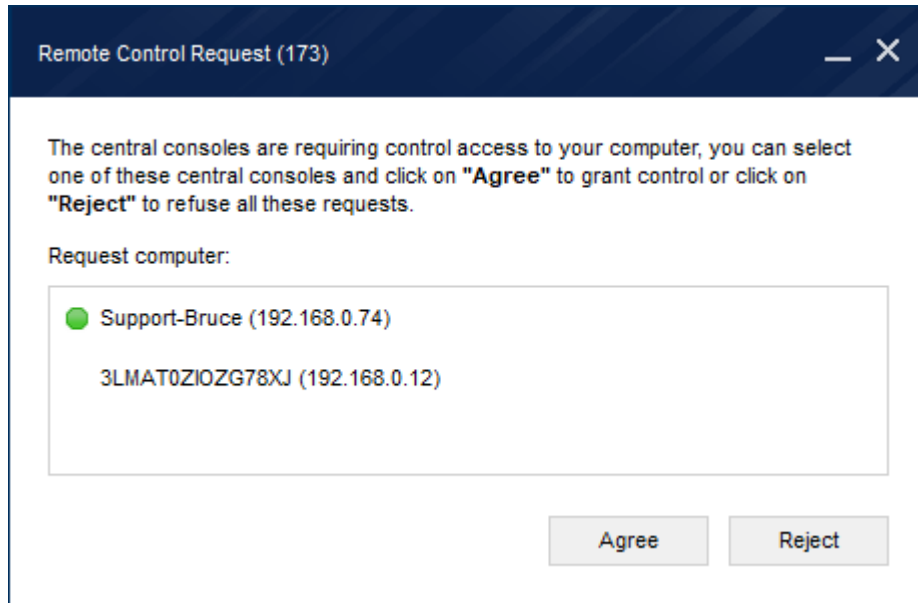 Remote Control Request (173)
The central consoles are requiring control access to your computer, you can select
one of these central consoles and click on "Agree" to grant control or click on
"Reject" to refuse all these requests.
Request computer:
Support-Bruce (192.168.0.74)
3LMAT0ZIOZG78XJ (192.168.0.12)
Agree
Reject